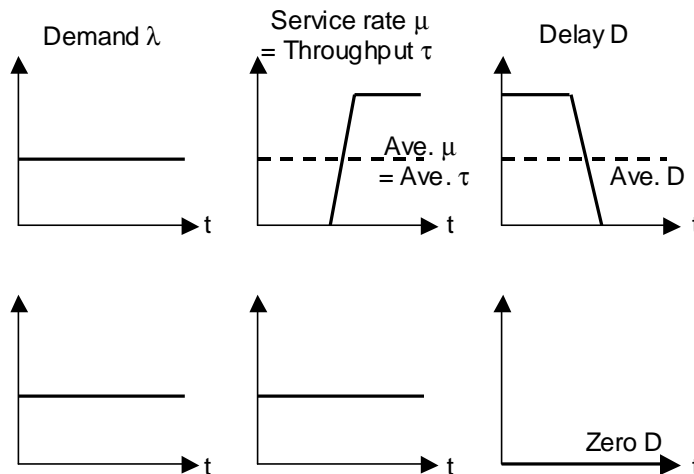 Demand λ
Service rate μ
= Throughput τ
Delay D
Ave. μ
= Ave. τ
Ave. D
t
t
t
Zero D
t
t
t